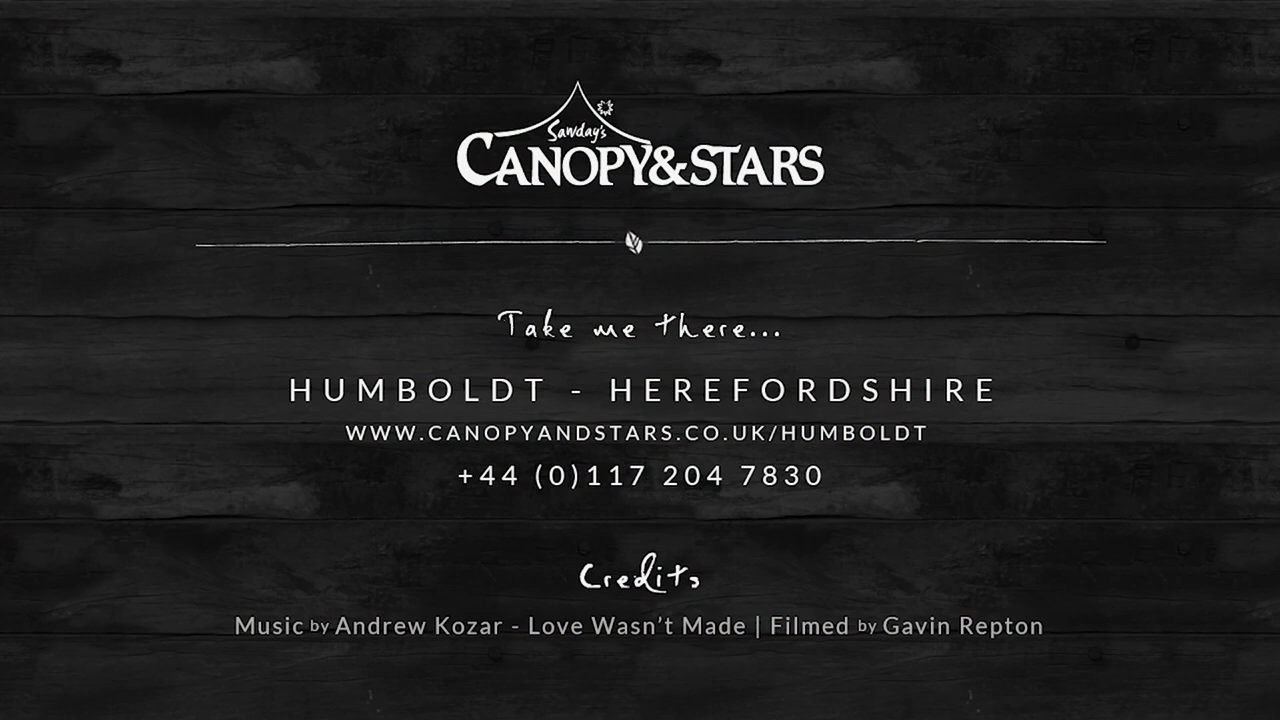 Sawday's
CANOPY&STARS
Take me there...
HUMBOLDT - HEREFORDSHIRE
WWW.CANOPYANDSTARS.CO.UK/HUMBOLDT
+44 (0)117 204 7830
Credits
Music by Andrew Kozar - Love Wasn't Made | Filmed by Gavin Repton